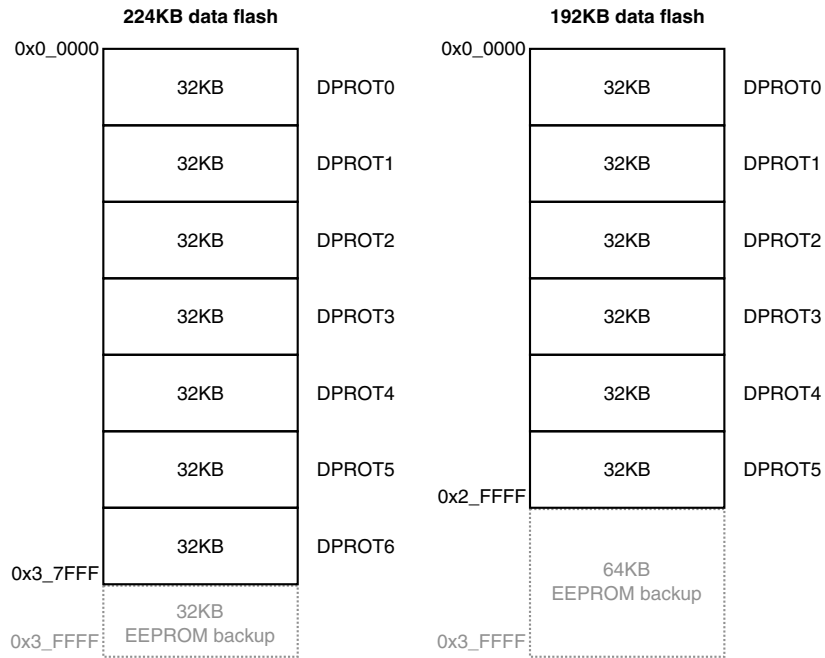 224KB data flash
0x0_0000
32KB DPROT0
32KB DPROT1
32KB DPROT2
32KB DPROT3
32KB DPROT4
32KB DPROT5
32KB DPROT6
0x3_7FFF
32KB
EEPROM backup
0x3_FFFF
192KB data flash
0x0_0000
32KB DPROT0
32KB DPROT1
32KB DPROT2
32KB DPROT3
32KB DPROT4
32KB DPROT5
0x2_FFFF
64KB
EEPROM backup
0x3_FFFF